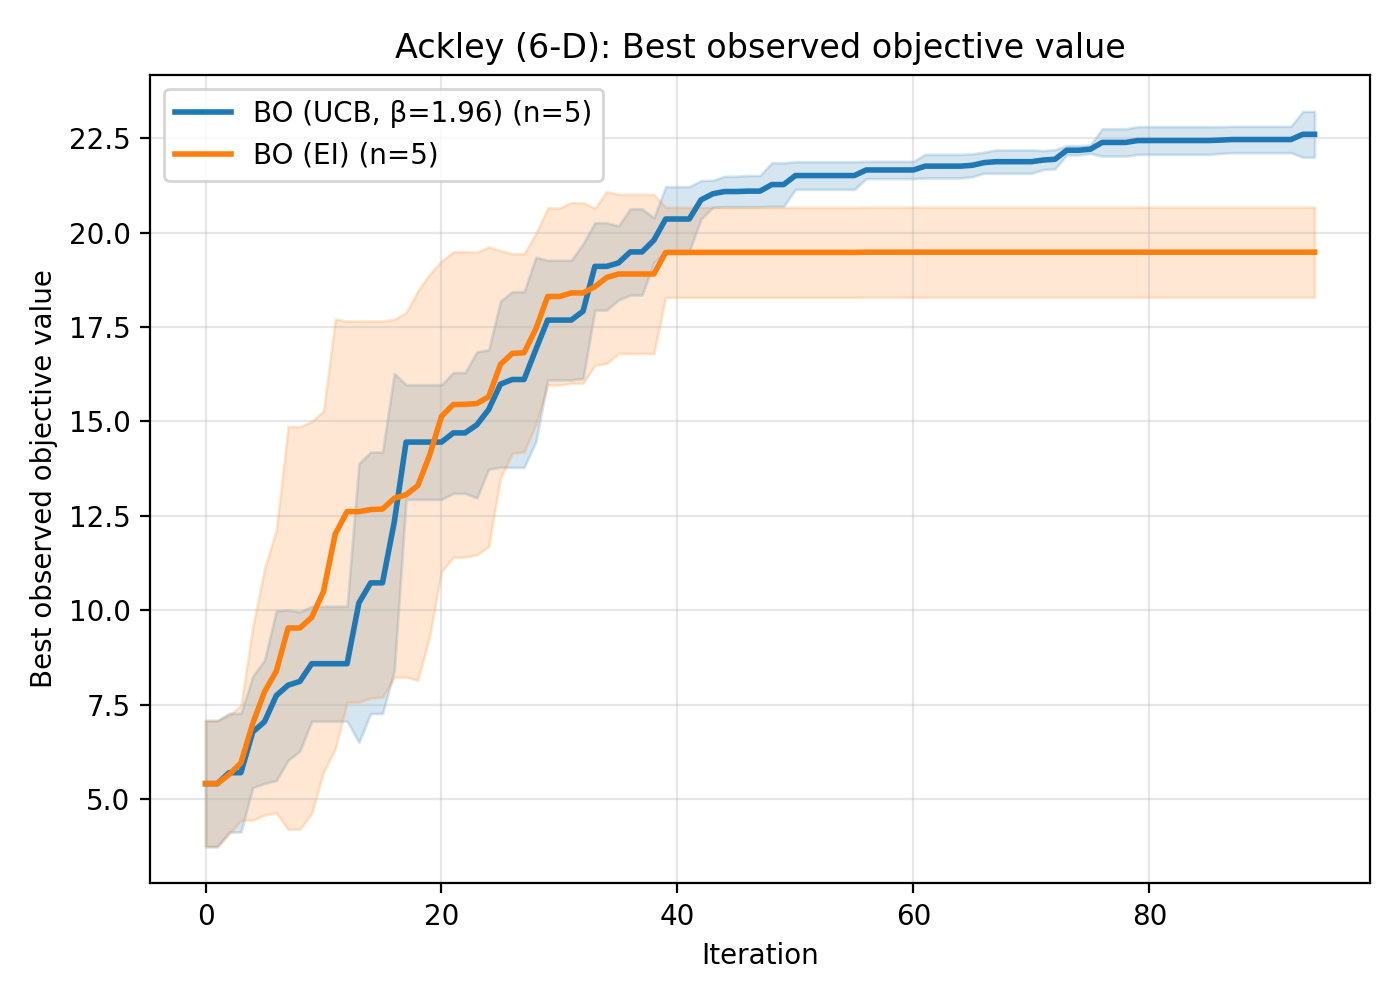 Ackley (6-D): Best observed objective value
BO (UCB, β=1.96) (n=5)
BO (EI) (n=5)
Best observed objective value
22.5
20.0
17.5
15.0
12.5
10.0
7.5
5.0
0 20 40 60 80
Iteration